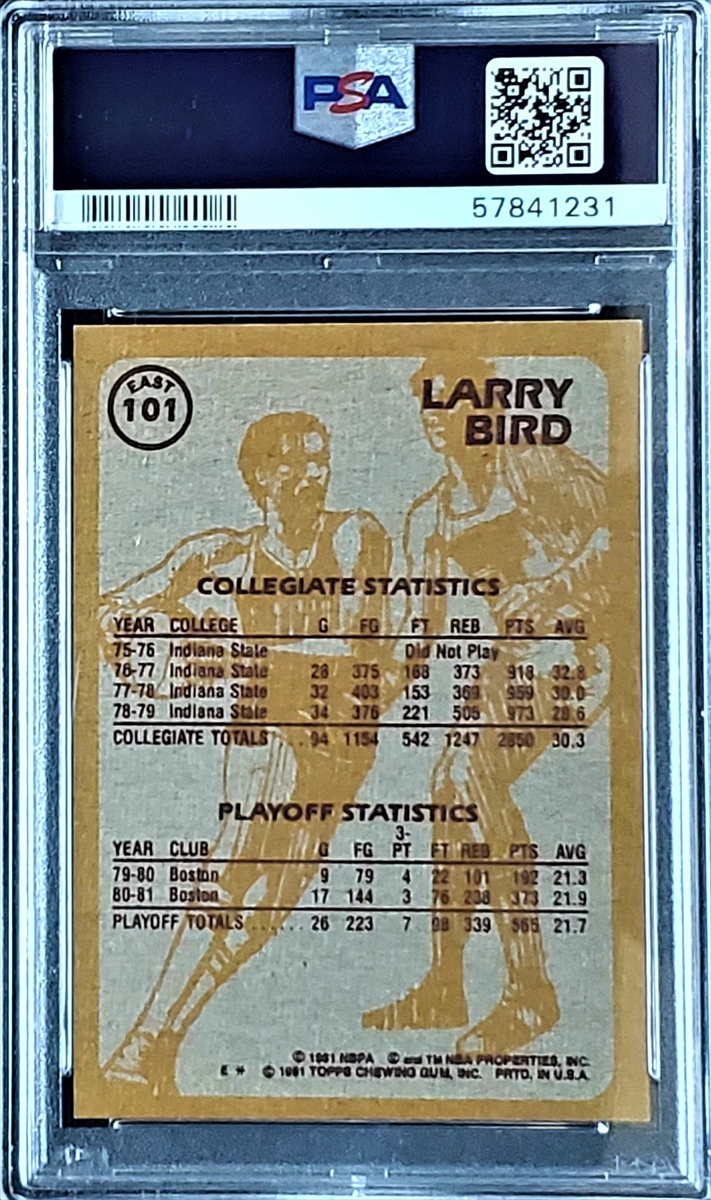 PSA
57841231
EAST
101
LARRY
BIRD
COLLEGIATE STATISTICS
YEAR COLLEGE G FG FT REB PTS AVG
75-76 Indiana State Did Not Play
76-77 Indiana State 28 375 168 373 918 32.8
77-78 Indiana State 32 403 153 369 959 30.0
78-79 Indiana State 34 376 221 505 973 28.6
COLLEGIATE TOTALS .. 94 1154 542 1247 2850 30.3
PLAYOFF STATISTICS
3-
YEAR CLUB G FG PT FT REB PTS AVG
79-80 Boston 9 79 4 22 101 192 21.3
80-81 Boston 17 144 3 76 238 373 21.9
PLAYOFF TOTALS ...... 26 223 7 98 339 565 21.7
© 1981 NBPA © and TM NBA PROPERTIES, INC.
E * © 1981 TOPPS CHEWING GUM, INC. PRTD. IN U.S.A.